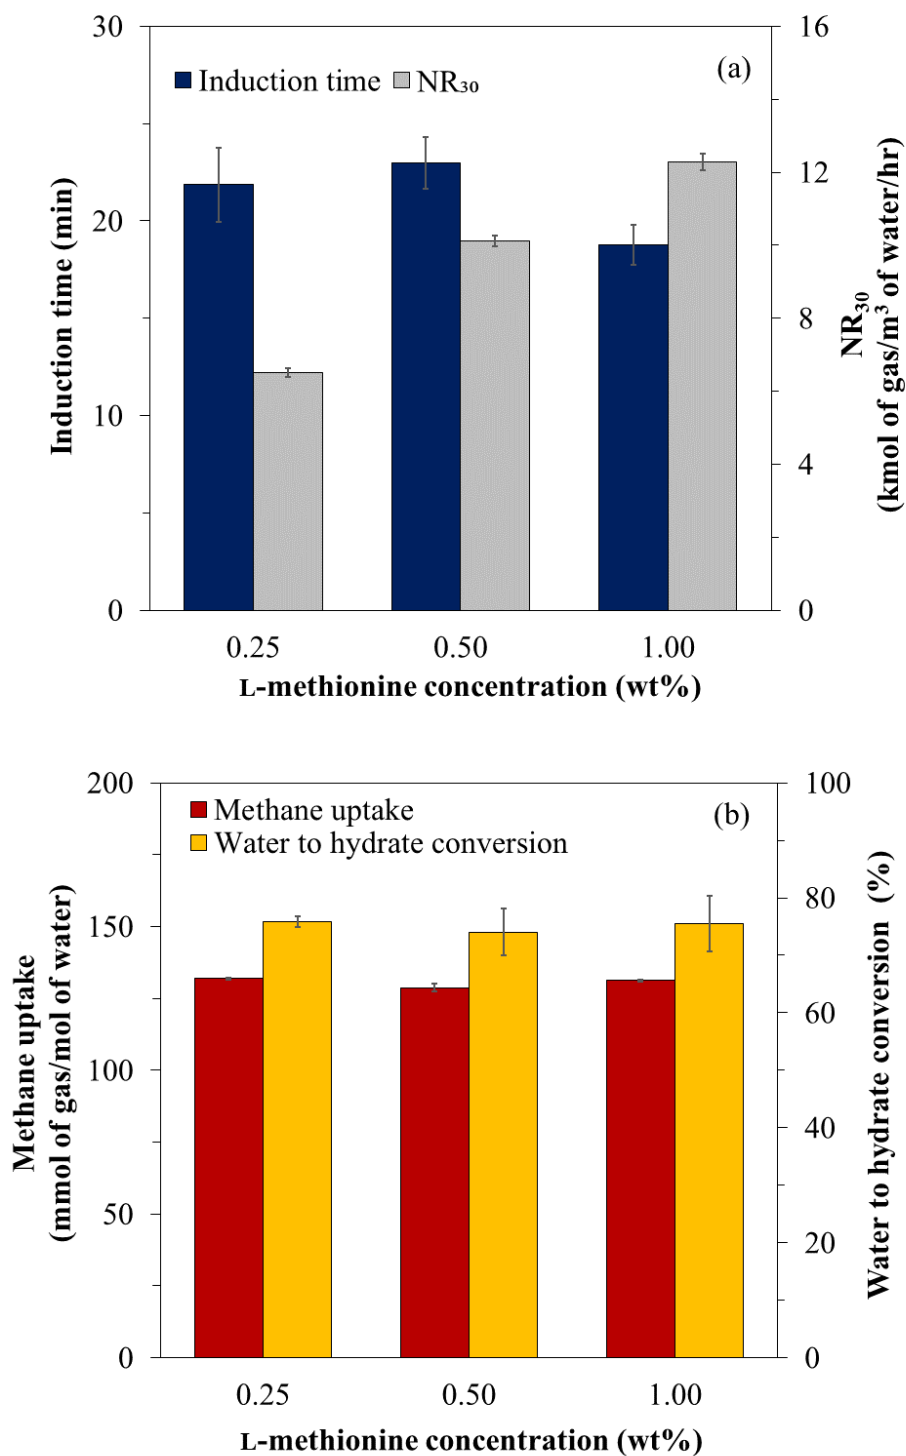 (a)
Induction time
NR₃₀
30
20
10
0
16
12
8
4
0
Induction time (min)
NR₃₀
(kmol of gas/m³ of water/hr)
0.25
0.50
1.00
L-methionine concentration (wt%)
(b)
Methane uptake
Water to hydrate conversion
200
150
100
50
0
100
80
60
40
20
0
Methane uptake
(mmol of gas/mol of water)
Water to hydrate conversion (%)
0.25
0.50
1.00
L-methionine concentration (wt%)